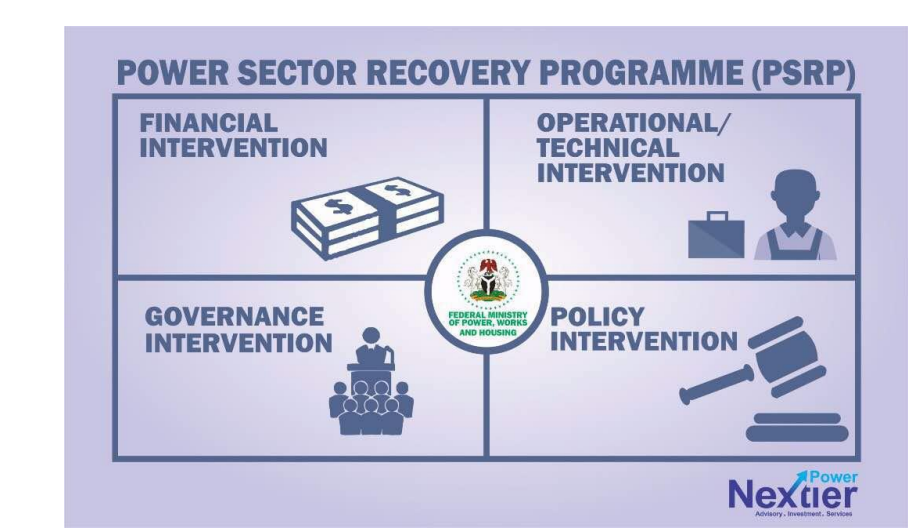 POWER SECTOR RECOVERY PROGRAMME (PSRP)
FINANCIAL
INTERVENTION
OPERATIONAL/
TECHNICAL
INTERVENTION
$ $
FEDERAL MINISTRY
OF POWER, WORKS
AND HOUSING
GOVERNANCE
INTERVENTION
POLICY
INTERVENTION
Power
Nextier
Advisory. Investment. Services